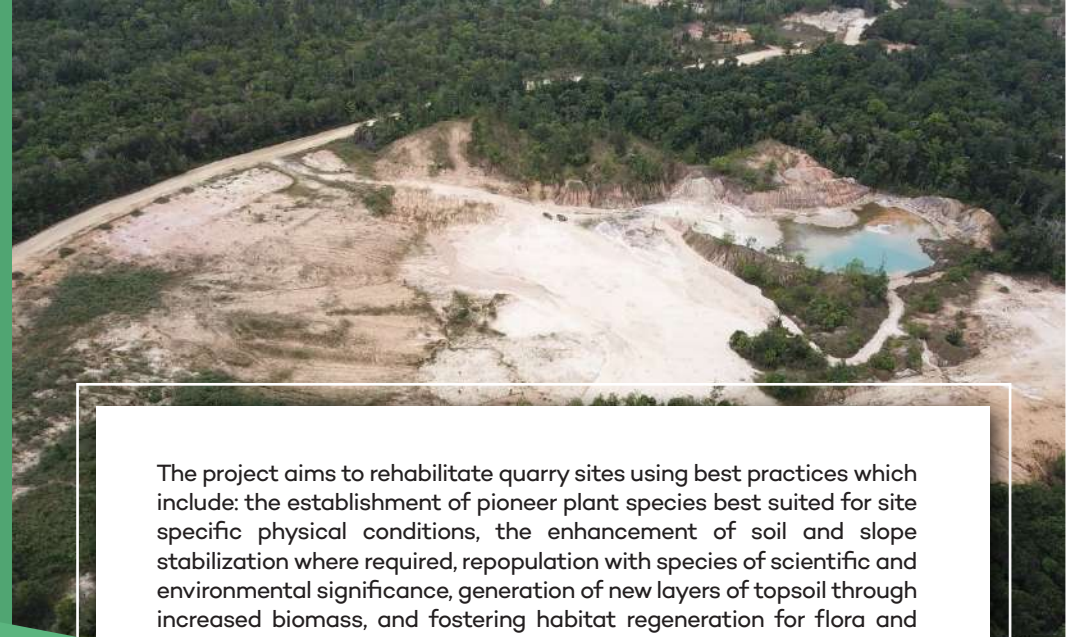 The project aims to rehabilitate quarry sites using best practices which
include: the establishment of pioneer plant species best suited for site
specific physical conditions, the enhancement of soil and slope
stabilization where required, repopulation with species of scientific and
environmental significance, generation of new layers of topsoil through
increased biomass, and fostering habitat regeneration for flora and